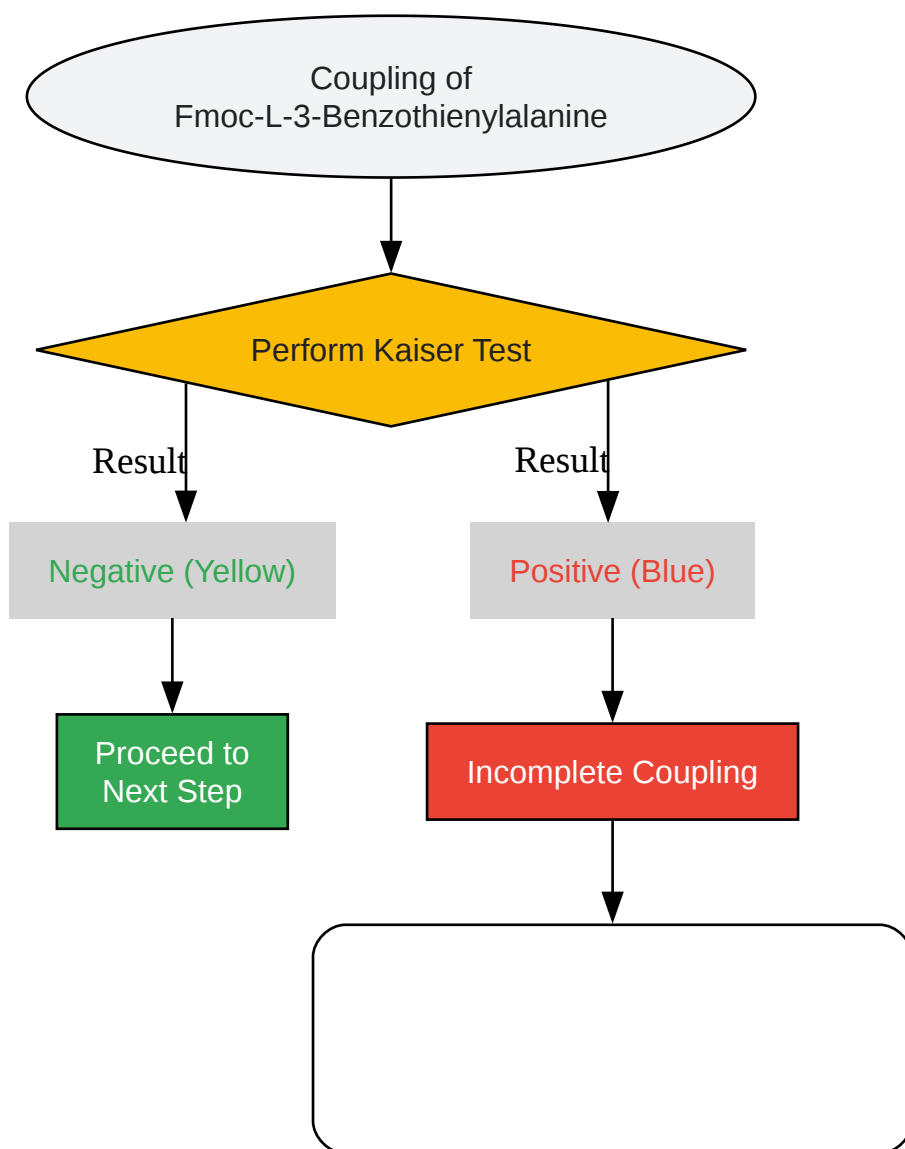 Coupling of
Fmoc-L-3-Benzothienylalanine
Perform Kaiser Test
Result
Result
Negative (Yellow)
Positive (Blue)
Proceed to
Next Step
Incomplete Coupling